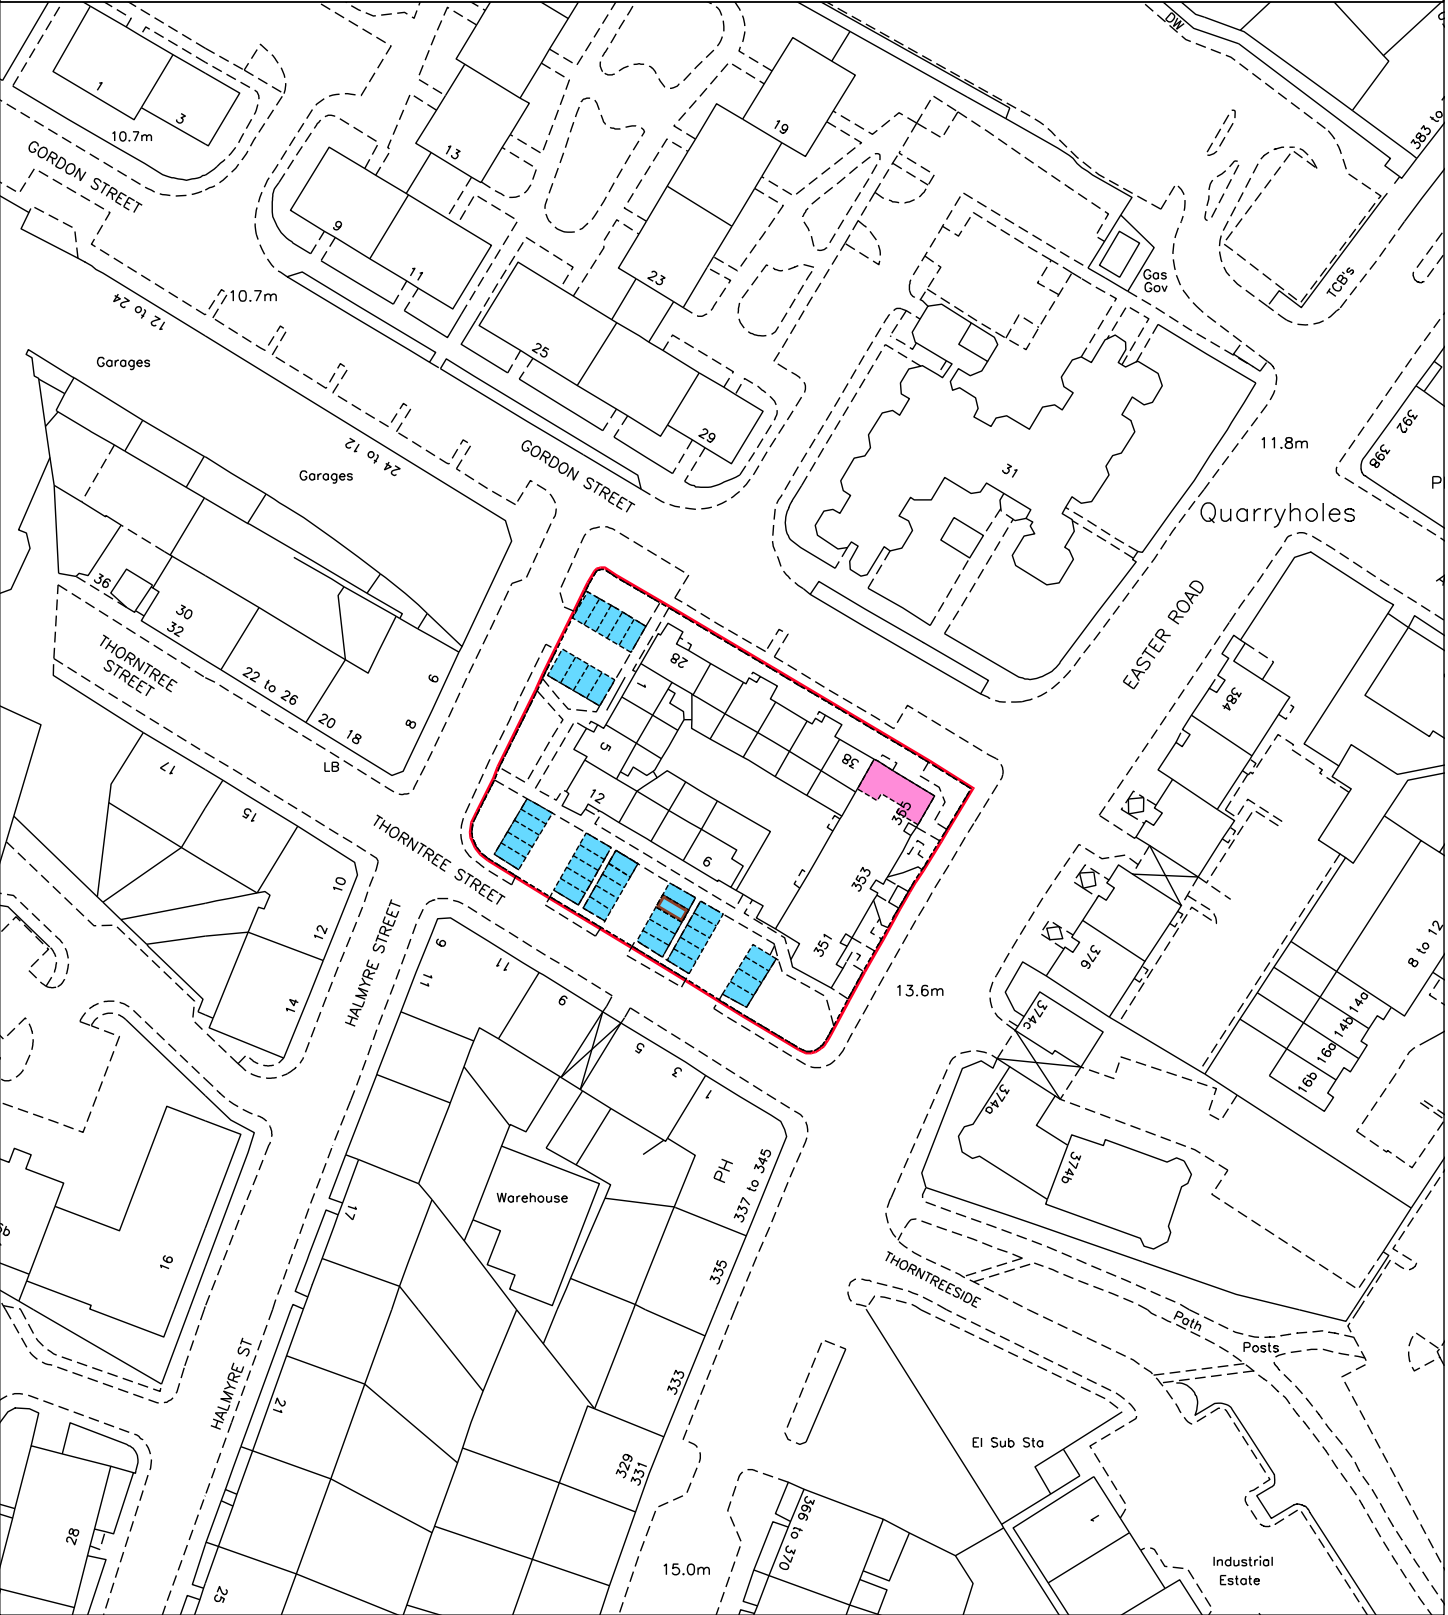 DW
1
3
10.7m
GORDON STREET
13
19
383 to
9
11
23
Gas
Gov
TCB's
10.7m
12 to 24
Garages
25
29
24 to 12
Garages
GORDON STREET
31
11.8m
392
398
P
Quarryholes
36
30
32
THORNTREE
STREET
22 to 26
20
18
6
8
LB
EASTER ROAD
28
1
5
12
6
38
355
353
351
384
17
15
THORNTREE STREET
10
12
14
HALMYRE STREET
9
11
11
9
5
3
1
13.6m
376
374c
374a
374b
8 to 12
14a
14b
16a
16b
PH
337 to 345
Warehouse
17
16
335
THORNTREESIDE
Path
Posts
333
HALMYRE ST
21
329
331
El Sub Sta
28
25
15.0m
366 to 370
1
Industrial
Estate